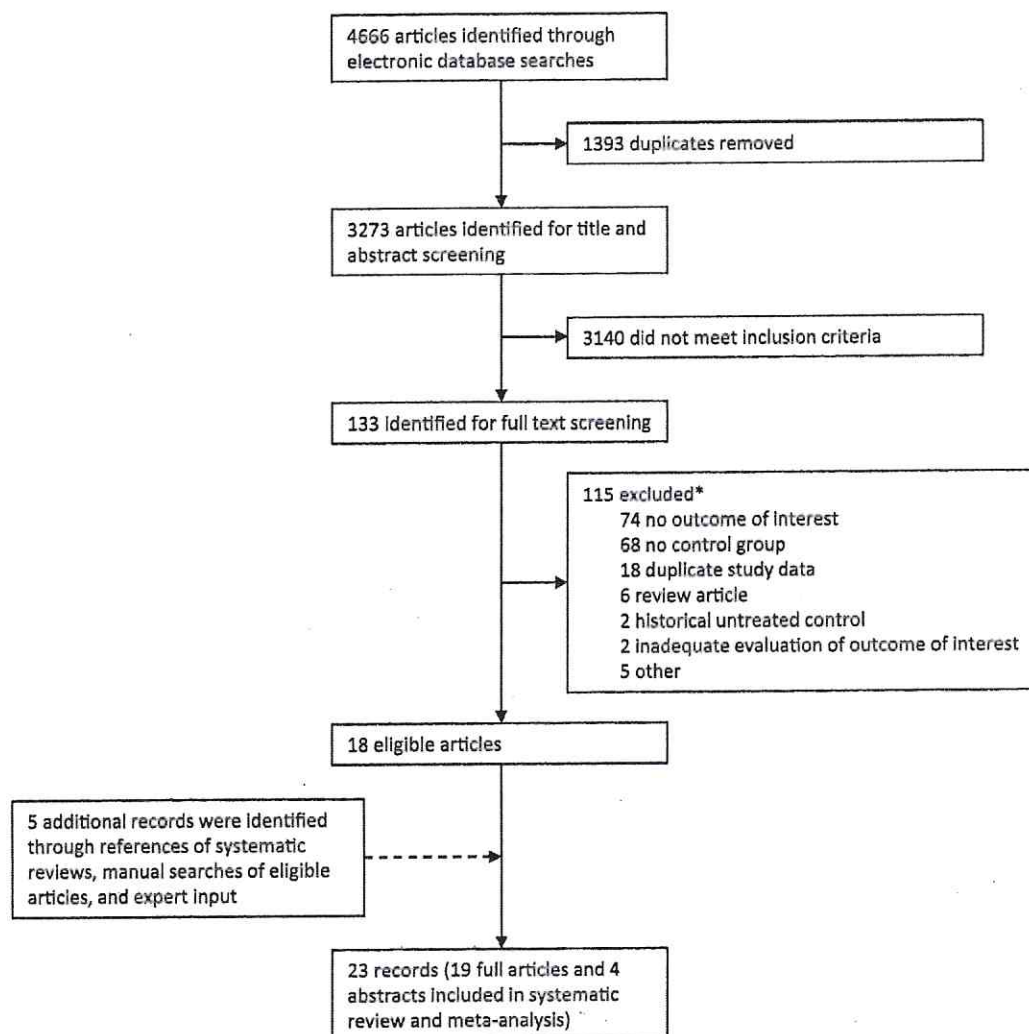 4666 articles identified through
electronic database searches
1393 duplicates removed
3273 articles identified for title and
abstract screening
3140 did not meet inclusion criteria
133 identified for full text screening
115 excluded*
74 no outcome of interest
68 no control group
18 duplicate study data
6 review article
2 historical untreated control
2 inadequate evaluation of outcome of interest
5 other
18 eligible articles
5 additional records were identified
through references of systematic
reviews, manual searches of eligible
articles, and expert input
23 records (19 full articles and 4
abstracts included in systematic
review and meta-analysis)